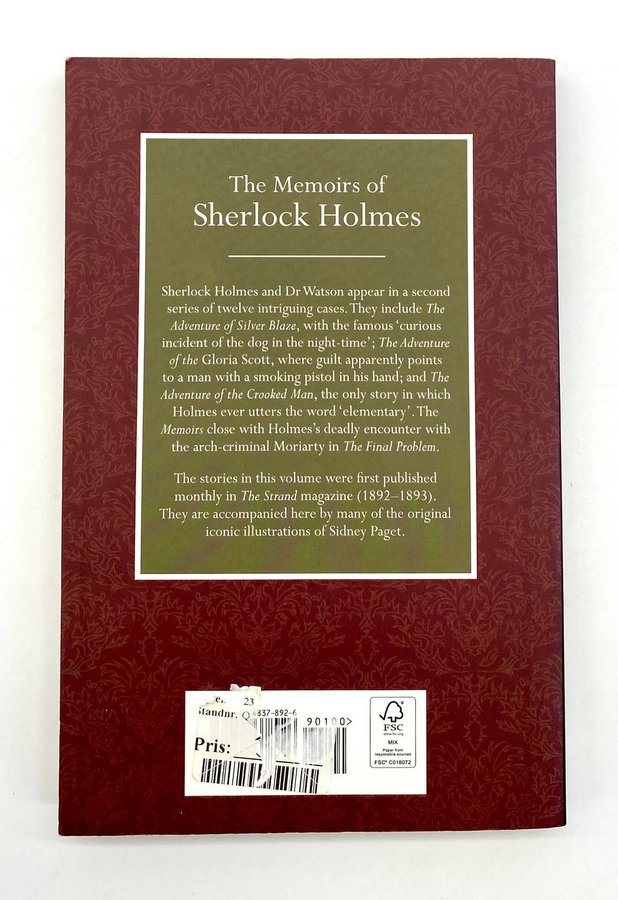 The Memoirs of
Sherlock Holmes
Sherlock Holmes and Dr Watson appear in a second
series of twelve intriguing cases. They include The
Adventure of Silver Blaze, with the famous ‘curious
incident of the dog in the night-time’; The Adventure
of the Gloria Scott, where guilt apparently points
to a man with a smoking pistol in his hand; and The
Adventure of the Crooked Man, the only story in which
Holmes ever utters the word ‘elementary’. The
Memoirs close with Holmes’s deadly encounter with
the arch-criminal Moriarty in The Final Problem.
The stories in this volume were first published
monthly in The Strand magazine (1892–1893).
They are accompanied here by many of the original
iconic illustrations of Sidney Paget.
23
Standnr.
4837-892-6
90100>
Pris:
FSC
www.fsc.org
MIX
Paper from
responsible sources
FSC® C018072